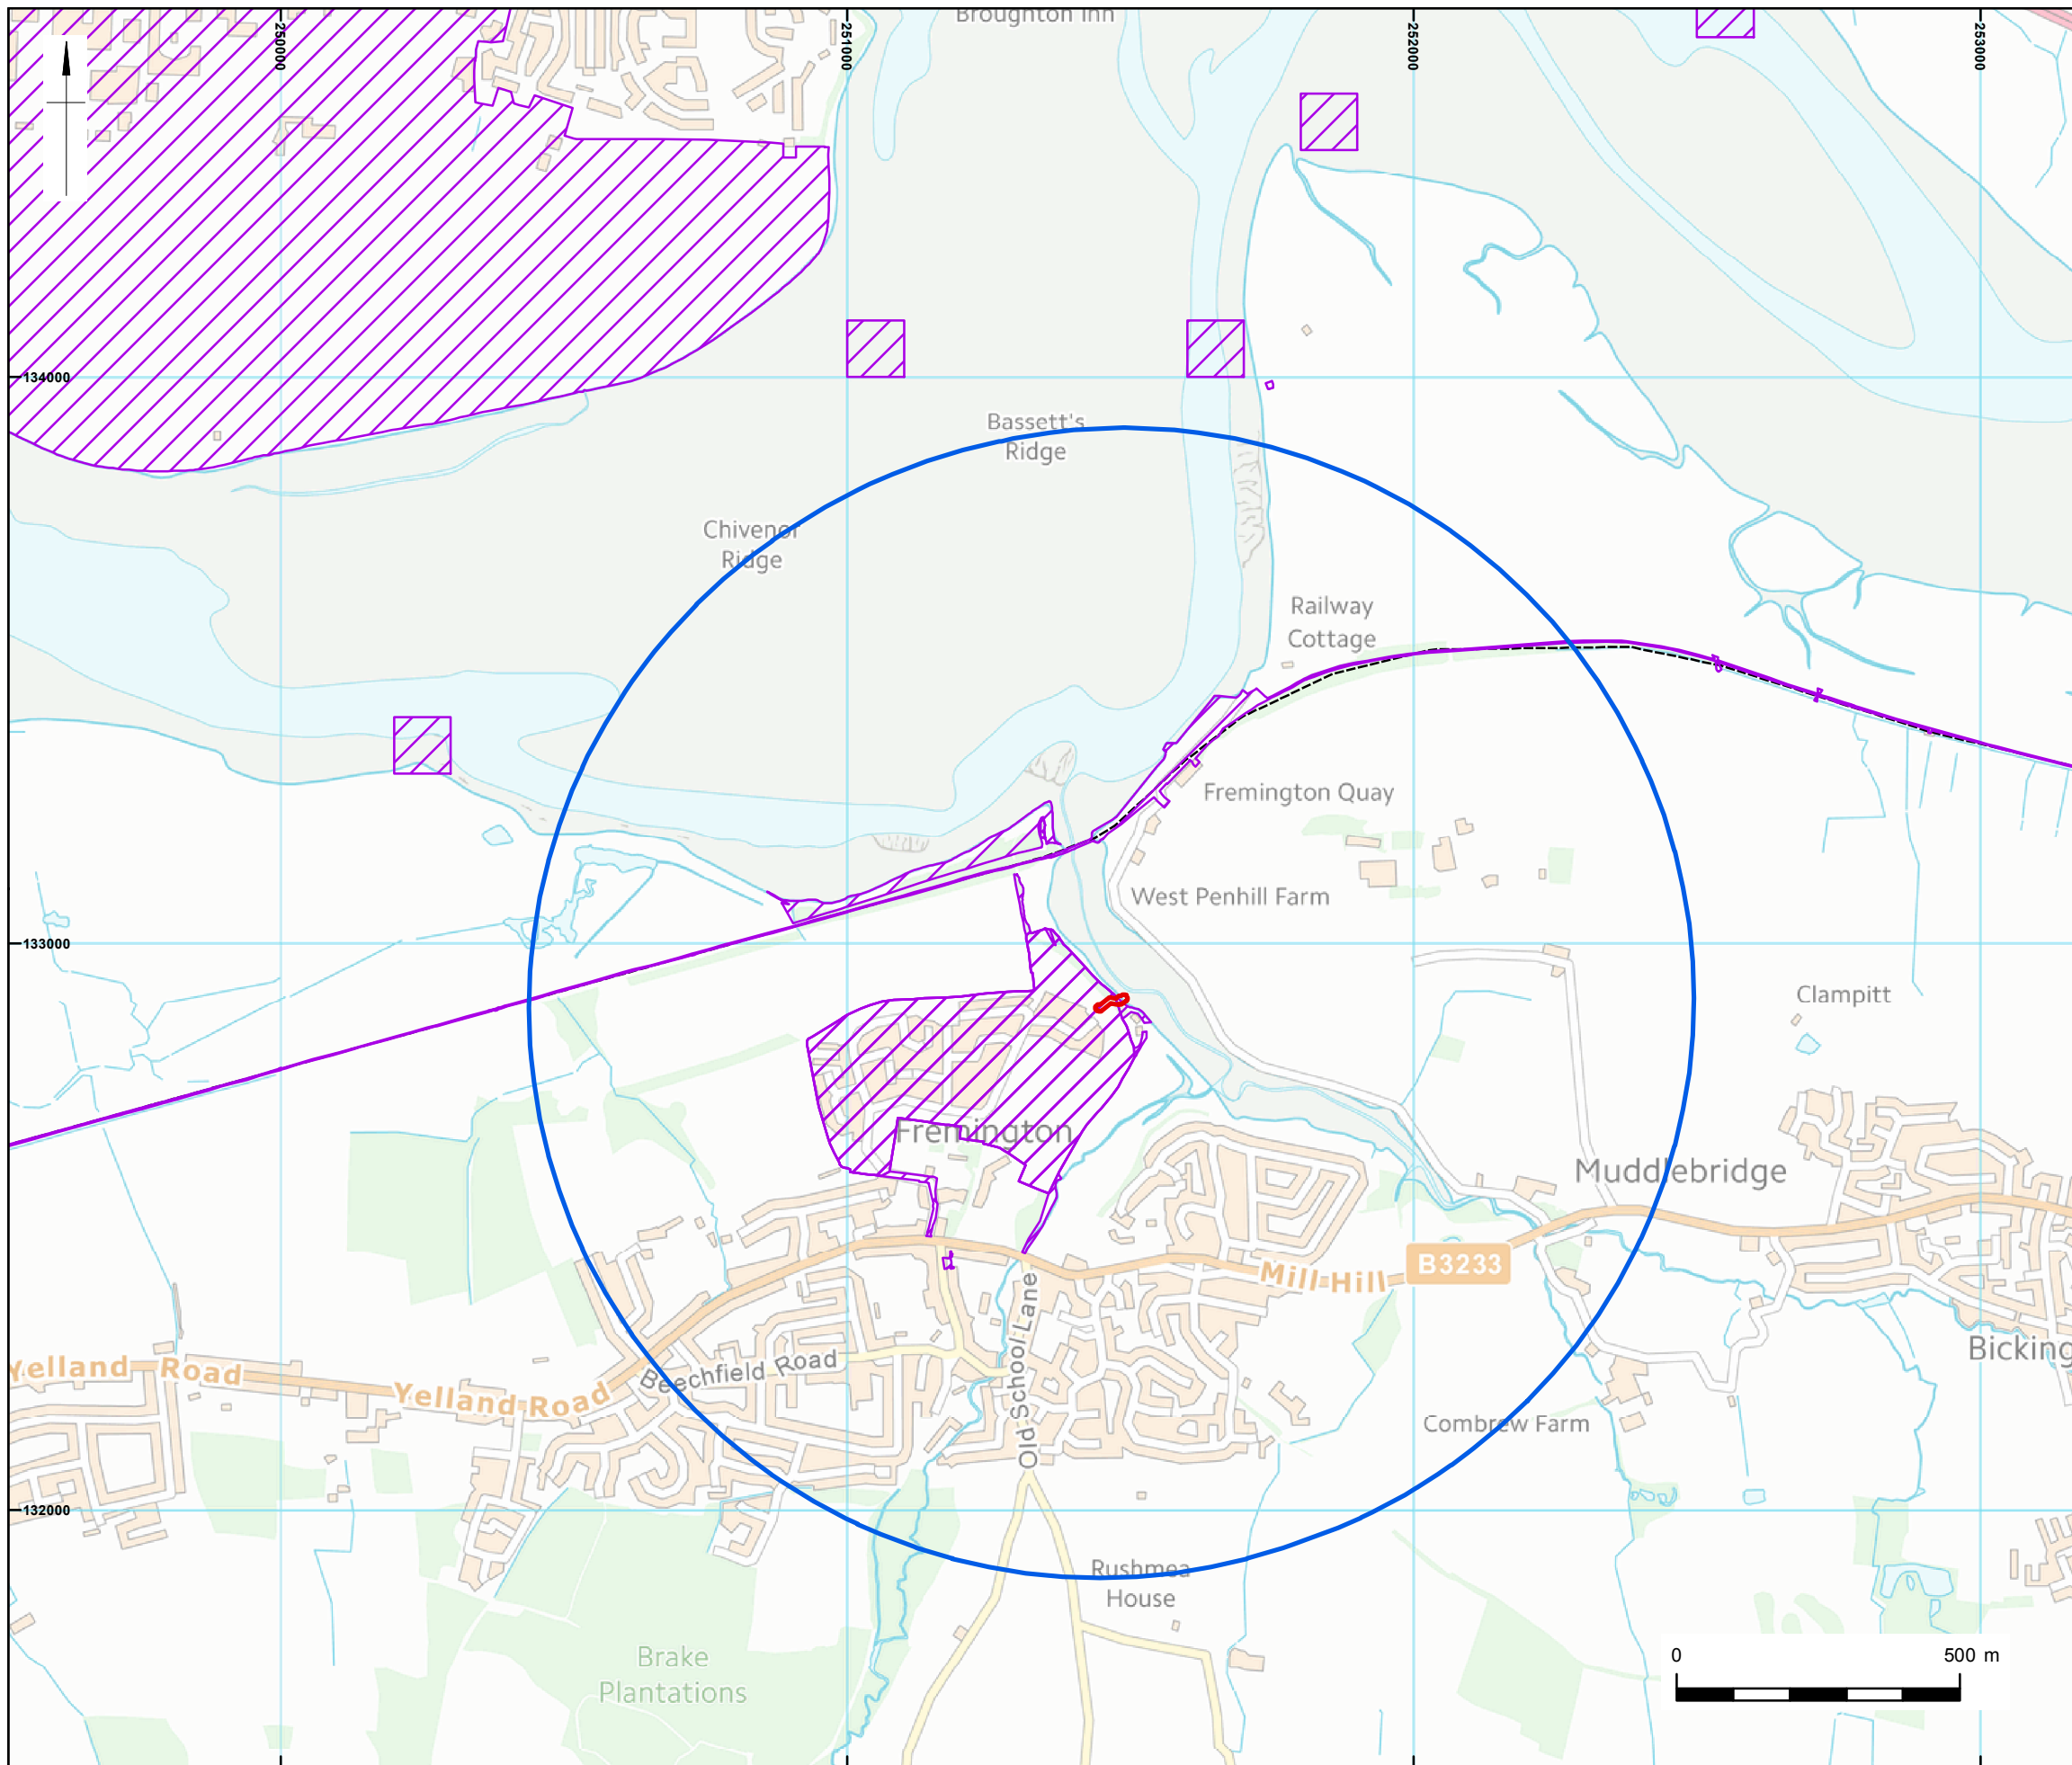 Broughton Inn
250000
251000
252000
253000
134000
Bassett's
Ridge
Chivenor
Ridge
Railway
Cottage
Fremington Quay
West Penhill Farm
133000
Clampitt
Fremington
Muddlebridge
B3233
Mill Hill
Old School Lane
Yelland Road
Yelland Road
Beechfield Road
Bicking
Combrew Farm
132000
Rushmea
House
Brake
Plantations
0
500 m